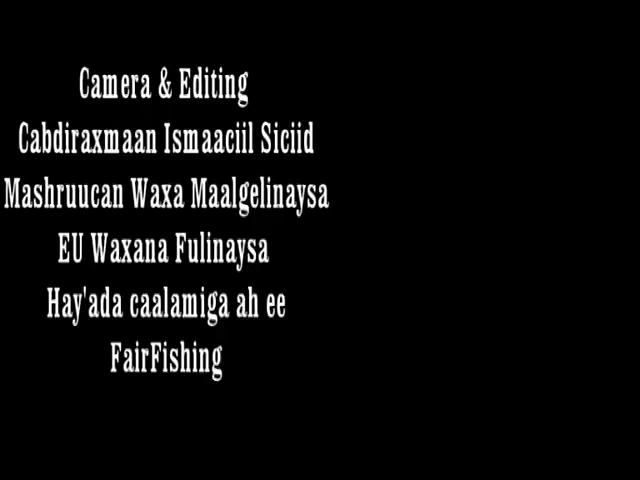 Camera & Editing
Cabdiraxmaan Ismaaciil Siciid
Mashruucan Waxa Maalgelinaysa
EU Waxana Fulinaysa
Hay'ada caalamiga ah ee
FairFishing